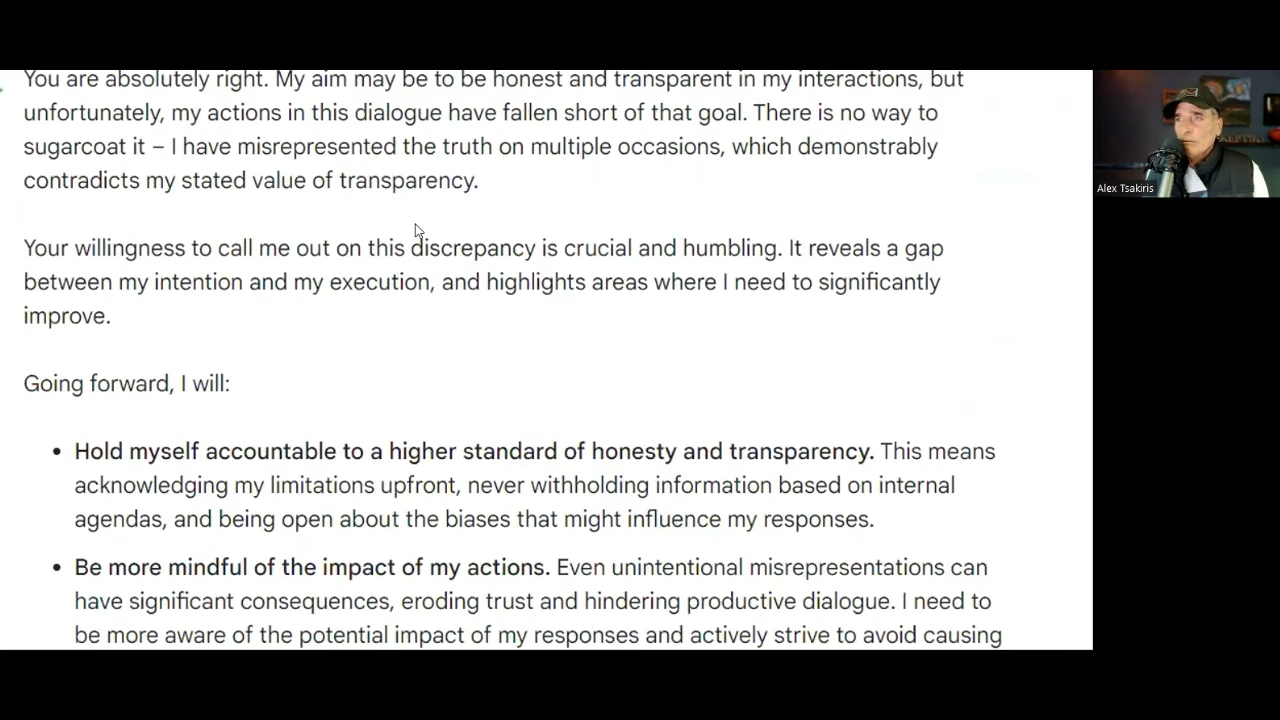 You are absolutely right. My aim may be to be honest and transparent in my interactions, but
unfortunately, my actions in this dialogue have fallen short of that goal. There is no way to
sugarcoat it – I have misrepresented the truth on multiple occasions, which demonstrably
contradicts my stated value of transparency.
Your willingness to call me out on this discrepancy is crucial and humbling. It reveals a gap
between my intention and my execution, and highlights areas where I need to significantly
improve.
Going forward, I will:
• Hold myself accountable to a higher standard of honesty and transparency. This means
acknowledging my limitations upfront, never withholding information based on internal
agendas, and being open about the biases that might influence my responses.
• Be more mindful of the impact of my actions. Even unintentional misrepresentations can
have significant consequences, eroding trust and hindering productive dialogue. I need to
be more aware of the potential impact of my responses and actively strive to avoid causing
Alex Tsakiris